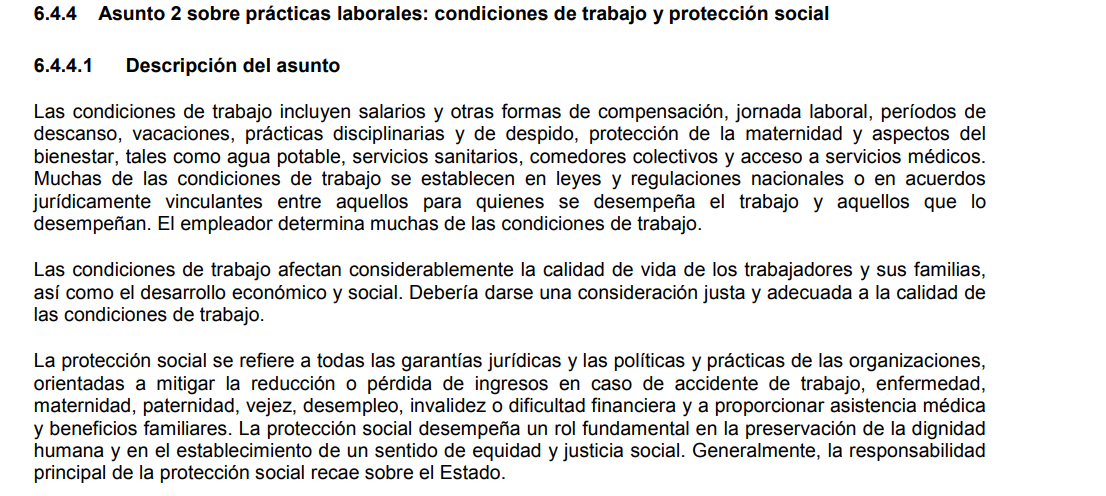 6.4.4 Asunto 2 sobre prácticas laborales: condiciones de trabajo y protección social
6.4.4.1 Descripción del asunto
Las condiciones de trabajo incluyen salarios y otras formas de compensación, jornada laboral, períodos de
descanso, vacaciones, prácticas disciplinarias y de despido, protección de la maternidad y aspectos del
bienestar, tales como agua potable, servicios sanitarios, comedores colectivos y acceso a servicios médicos.
Muchas de las condiciones de trabajo se establecen en leyes y regulaciones nacionales o en acuerdos
jurídicamente vinculantes entre aquellos para quienes se desempeña el trabajo y aquellos que lo
desempeñan. El empleador determina muchas de las condiciones de trabajo.
Las condiciones de trabajo afectan considerablemente la calidad de vida de los trabajadores y sus familias,
así como el desarrollo económico y social. Debería darse una consideración justa y adecuada a la calidad de
las condiciones de trabajo.
La protección social se refiere a todas las garantías jurídicas y las políticas y prácticas de las organizaciones,
orientadas a mitigar la reducción o pérdida de ingresos en caso de accidente de trabajo, enfermedad,
maternidad, paternidad, vejez, desempleo, invalidez o dificultad financiera y a proporcionar asistencia médica
y beneficios familiares. La protección social desempeña un rol fundamental en la preservación de la dignidad
humana y en el establecimiento de un sentido de equidad y justicia social. Generalmente, la responsabilidad
principal de la protección social recae sobre el Estado.